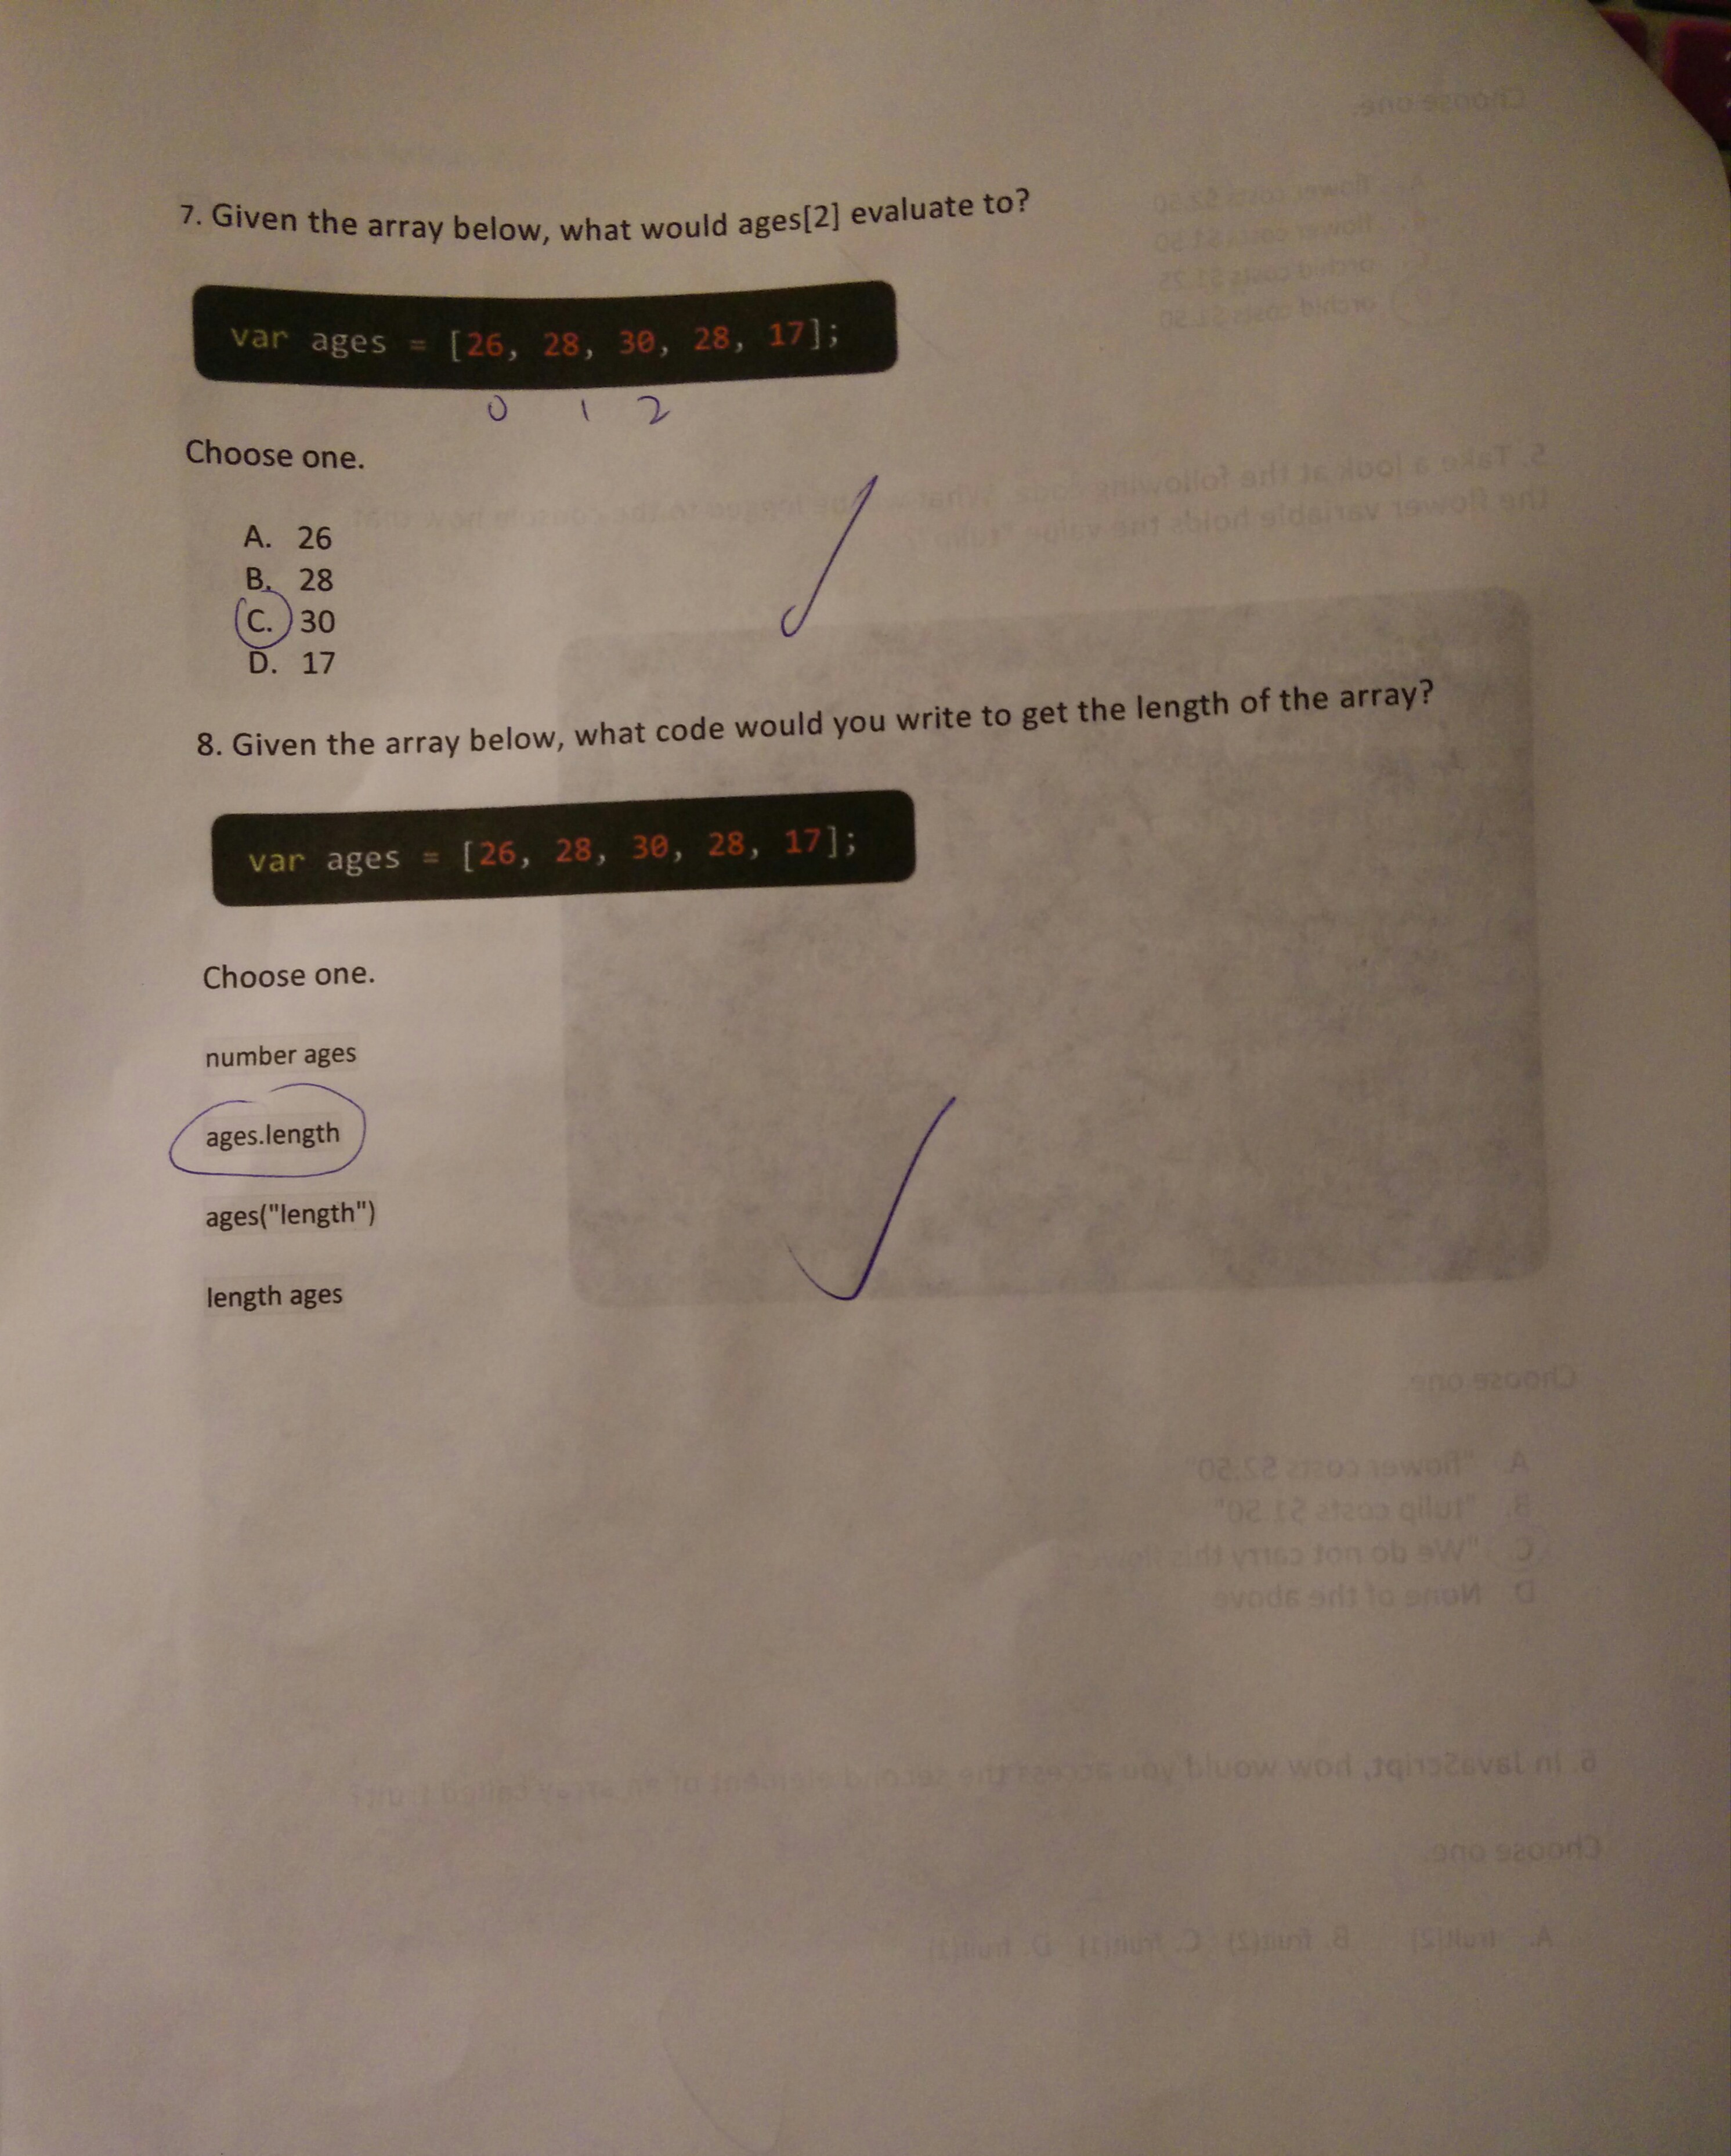 7. Given the array below, what would ages[2] evaluate to?
var ages = [26, 28, 30, 28, 17];
0 1 2
Choose one.
A. 26
B. 28
C. 30
D. 17
8. Given the array below, what code would you write to get the length of the array?
var ages = [26, 28, 30, 28, 17];
Choose one.
number ages
ages.length
ages("length")
length ages